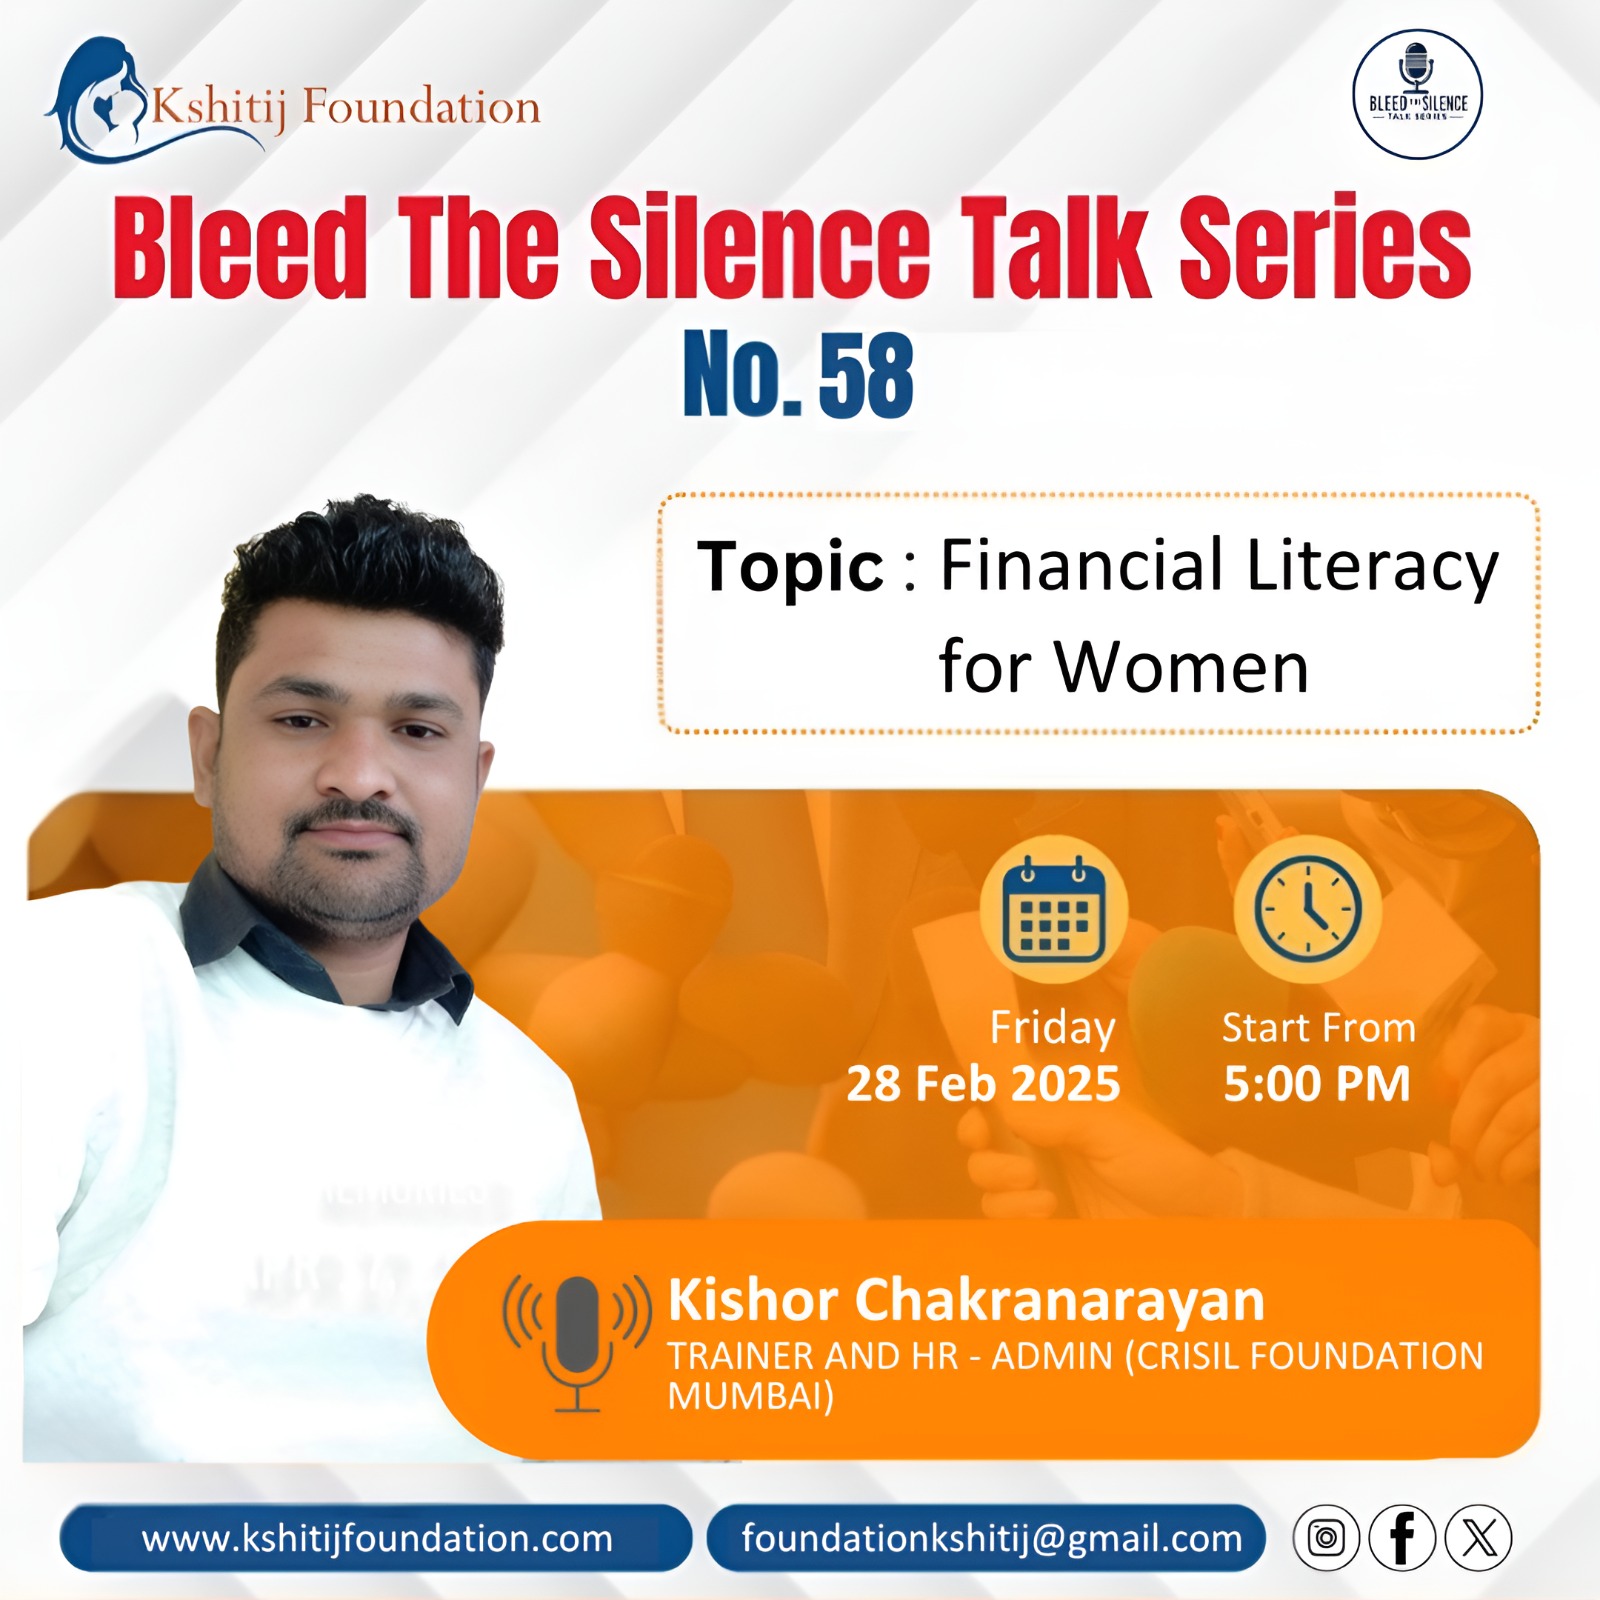 Kshitij Foundation
BLEED THE SILENCE
TALK SERIES
Bleed The Silence Talk Series
No. 58
Topic : Financial Literacy
for Women
Friday
28 Feb 2025
Start From
5:00 PM
Kishor Chakranarayan
TRAINER AND HR - ADMIN (CRISIL FOUNDATION
MUMBAI)
www.kshitijfoundation.com
foundationkshitij@gmail.com